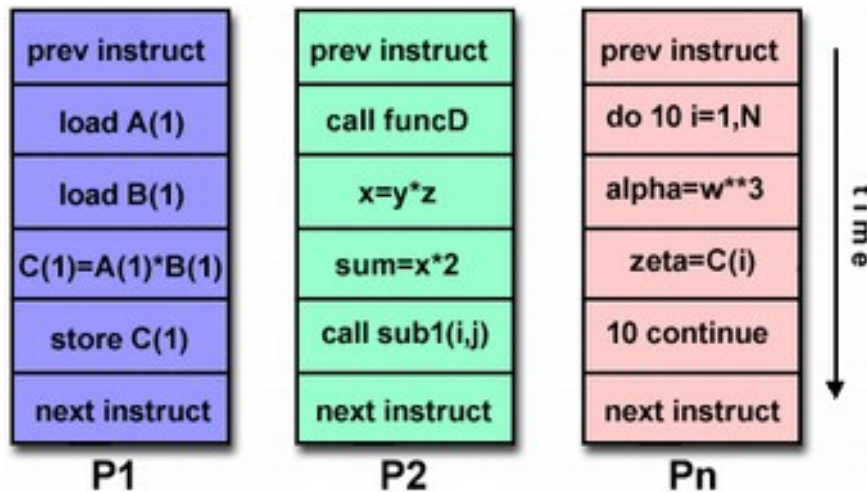 prev instruct
load A(1)
load B(1)
C(1)=A(1)*B(1)
store C(1)
next instruct
P1
prev instruct
call funcD
x=y*z
sum=x*2
call sub1(i,j)
next instruct
P2
prev instruct
do 10 i=1,N
alpha=w**3
zeta=C(i)
10 continue
next instruct
Pn
time